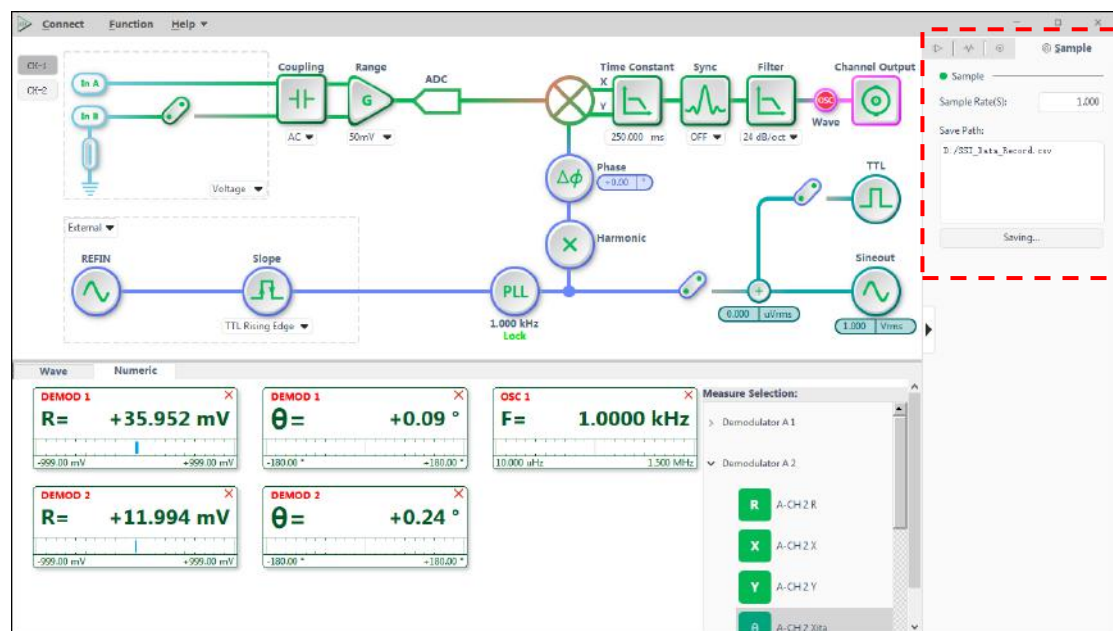 Connect Function Help
Sample
CH-1
CH-2
In A
In B
Voltage
Coupling
AC
Range
G
50mV
ADC
X
Y
Time Constant
250.000 ms
Sync
OFF
Filter
24 dB/oct
OSC
Wave
Channel Output
Sample
Sample Rate(S):
1.000
Save Path:
D:/SSI_Data_Record.csv
Saving...
Δϕ
Phase
+0.00 °
Harmonic
TTL
External
REFIN
Slope
TTL Rising Edge
PLL
1.000 kHz
Lock
0.000 uVrms
Sineout
1.000 Vrms
Wave Numeric
DEMOD 1
R= +35.952 mV
-999.00 mV +999.00 mV
DEMOD 1
θ= +0.09 °
-180.00 ° +180.00 °
OSC 1
F= 1.0000 kHz
10.000 uHz 1.500 MHz
DEMOD 2
R= +11.994 mV
-999.00 mV +999.00 mV
DEMOD 2
θ= +0.24 °
-180.00 ° +180.00 °
Measure Selection:
Demodulator A 1
Demodulator A 2
R A-CH 2 R
X A-CH 2 X
Y A-CH 2 Y
θ A-CH 2 Xita